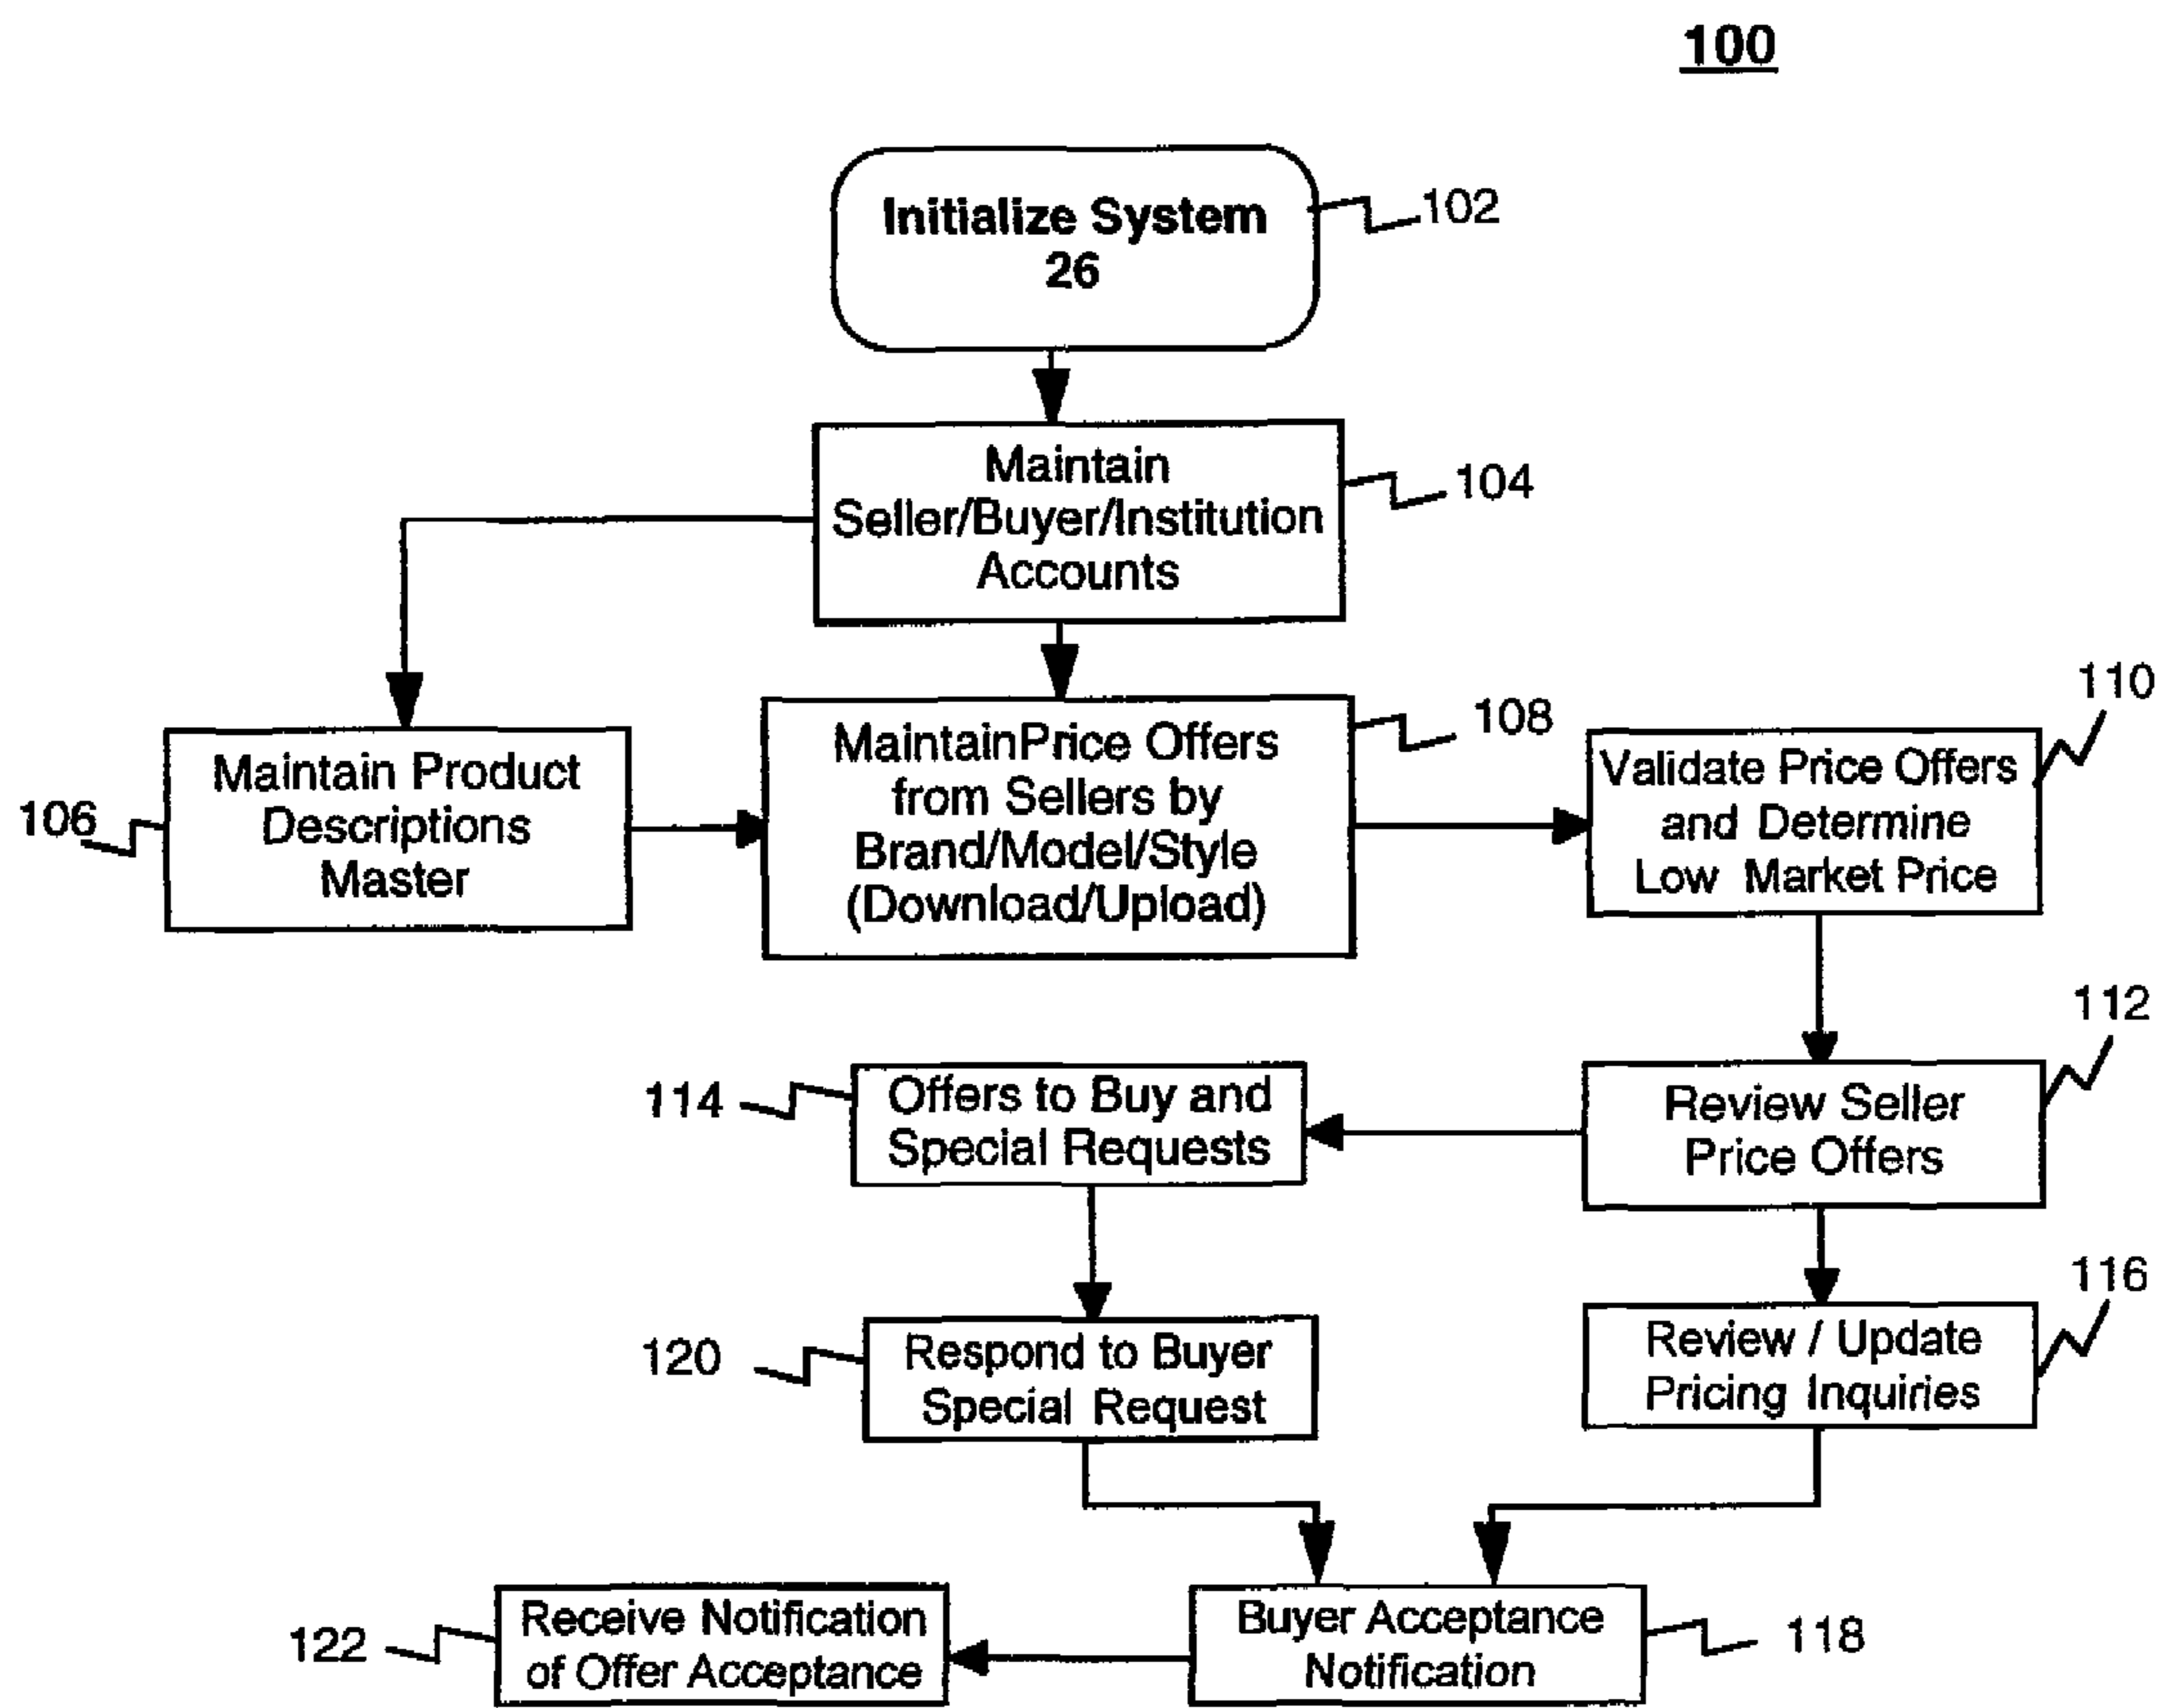 100
Initialize System
26
102
Maintain
Seller/Buyer/Institution
Accounts
104
Maintain Product
Descriptions
Master
106
MaintainPrice Offers
from Sellers by
Brand/Model/Style
(Download/Upload)
108
Validate Price Offers
and Determine
Low Market Price
110
Review Seller
Price Offers
112
Offers to Buy and
Special Requests
114
Review / Update
Pricing Inquiries
116
Respond to Buyer
Special Request
120
Buyer Acceptance
Notification
118
Receive Notification
of Offer Acceptance
122